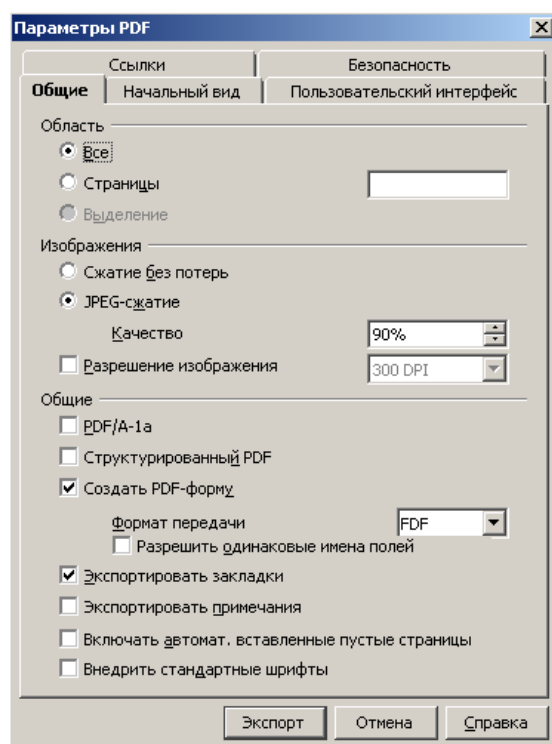 Параметры PDF
Ссылки Безопасность
Общие Начальный вид Пользовательский интерфейс
Область
Все
Страницы
Выделение
Изображения
Сжатие без потерь
JPEG-сжатие
Качество 90%
Разрешение изображения 300 DPI
Общие
PDF/A-1a
Структурированный PDF
Создать PDF-форму
Формат передачи FDF
Разрешить одинаковые имена полей
Экспортировать закладки
Экспортировать примечания
Включать автомат. вставленные пустые страницы
Внедрить стандартные шрифты
Экспорт Отмена Справка